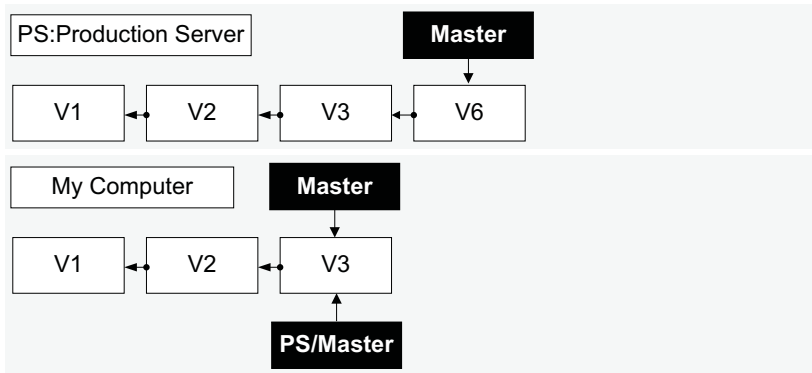 PS:Production Server
Master
V1 V2 V3 V6
My Computer
Master
V1 V2 V3
PS/Master